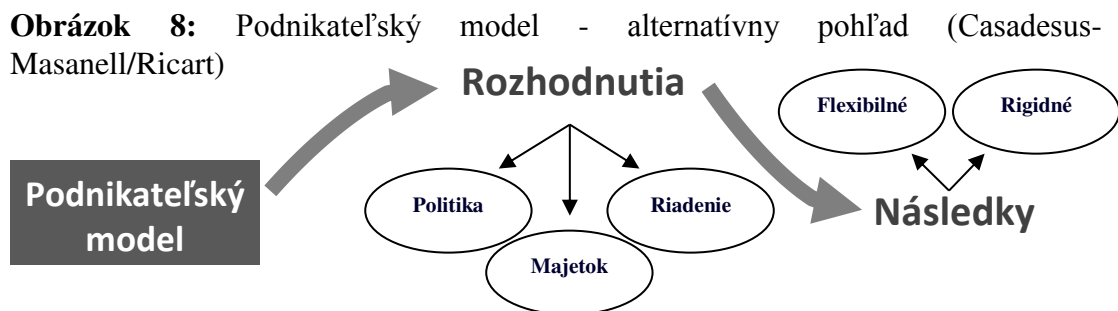 Obrázok 8: Podnikateľský model - alternatívny pohľad (Casadesus-
Masanell/Ricart)
Podnikateľský
model
Rozhodnutia
Politika
Majetok
Riadenie
Následky
Flexibilné
Rigidné